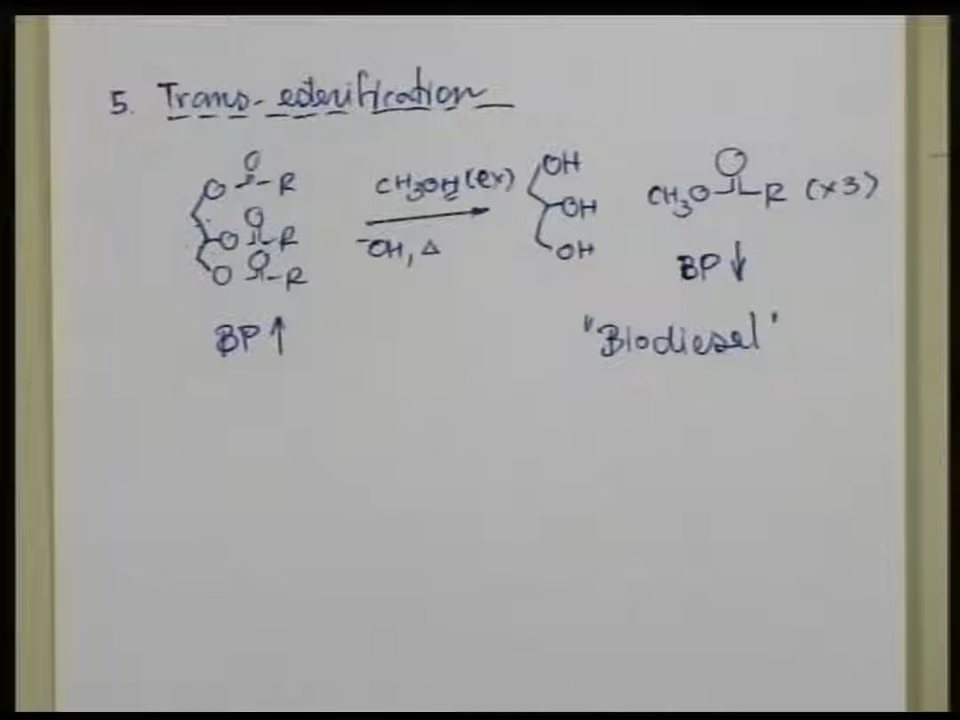 5. Trans-esterification
O
O-R
CH3OH(ex)
OH
O
CH3O R (x3)
O
O R
-OH, Δ
OH
O
O -R
OH
BP↓
BP↑
"Biodiesel"